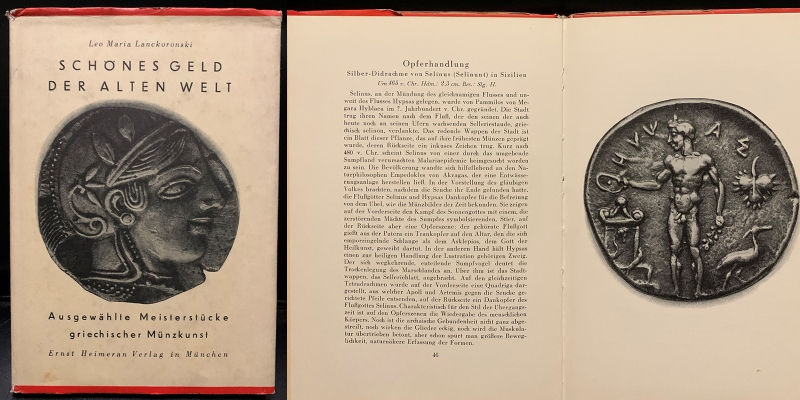 Leo Maria Lanckoronski
SCHÖNES GELD
DER ALTEN WELT
Ausgewählte Meisterstücke
griechischer Münzkunst
Ernst Heimeran Verlag in München
Opferhandlung
Silber-Didrachme von Selinus (Selinunt) in Sizilien
Um 465 v. Chr. Hdm.: 2,3 cm. Bes.: Slg. H.
Selinus, an der Mündung des gleichnamigen Flusses und un-
weit des Flusses Hypsas gelegen, wurde von Pammilos von Me-
gara Hyblaea im 7. Jahrhundert v. Chr. gegründet. Die Stadt
trug ihren Namen nach dem Fluß, der den seinen der auch
heute noch an seinen Ufern wachsenden Selleriestaude, grie-
chisch selinon, verdankte. Das redende Wappen der Stadt ist
ein Blatt dieser Pflanze, das auf ihre frühesten Münzen geprägt
wurde, deren Rückseite ein inkuses Zeichen trug. Kurz nach
480 v. Chr. scheint Selinus von einer durch das umgebende
Sumpfland verursachten Malariaepidemie heimgesucht worden
zu sein. Die Bevölkerung wandte sich hilfeflehend an den Na-
turphilosophen Empedokles von Akragas, der eine Entwässe-
rungsanlage herstellen ließ. In der Vorstellung des gläubigen
Volkes brachten, nachdem die Seuche ihr Ende gefunden hatte,
die Flußgötter Selinus und Hypsas Dankopfer für die Befreiung
von dem Übel, wie die Münzbilder der Zeit bekunden. Sie zeigen
auf der Vorderseite den Kampf des Sonnengottes mit einem, die
zerstörenden Mächte des Sumpfes symbolisierenden, Stier, auf
der Rückseite aber eine Opferszene: der gehörnte Flußgott
gießt aus der Patera ein Trankopfer auf den Altar, den die sich
emporringelnde Schlange als dem Asklepios, dem Gott der
Heilkunst, geweiht dartut. In der anderen Hand hält Hypsas
einen zur heiligen Handlung der Lustration gehörigen Zweig.
Der sich wegkehrende, enteilende Sumpfvogel deutet die
Trockenlegung des Marschlandes an. Über ihm ist das Stadt-
wappen, das Sellerieblatt, angebracht. Auf den gleichzeitigen
Tetradrachmen wurde auf der Vorderseite eine Quadriga dar-
gestellt, aus welcher Apoll und Artemis gegen die Seuche ge-
richtete Pfeile entsenden, auf der Rückseite ein Dankopfer des
Flußgottes Selinus. Charakteristisch für den Stil der Übergangs-
zeit ist auf den Opferszenen die Wiedergabe des menschlichen
Körpers. Noch ist die archaische Gebundenheit nicht ganz abge-
streift, noch wirken die Glieder eckig, noch wird die Muskula-
tur übertrieben betont, aber schon spürt man größere Beweg-
lichkeit, naturnähere Erfassung der Formen.
46